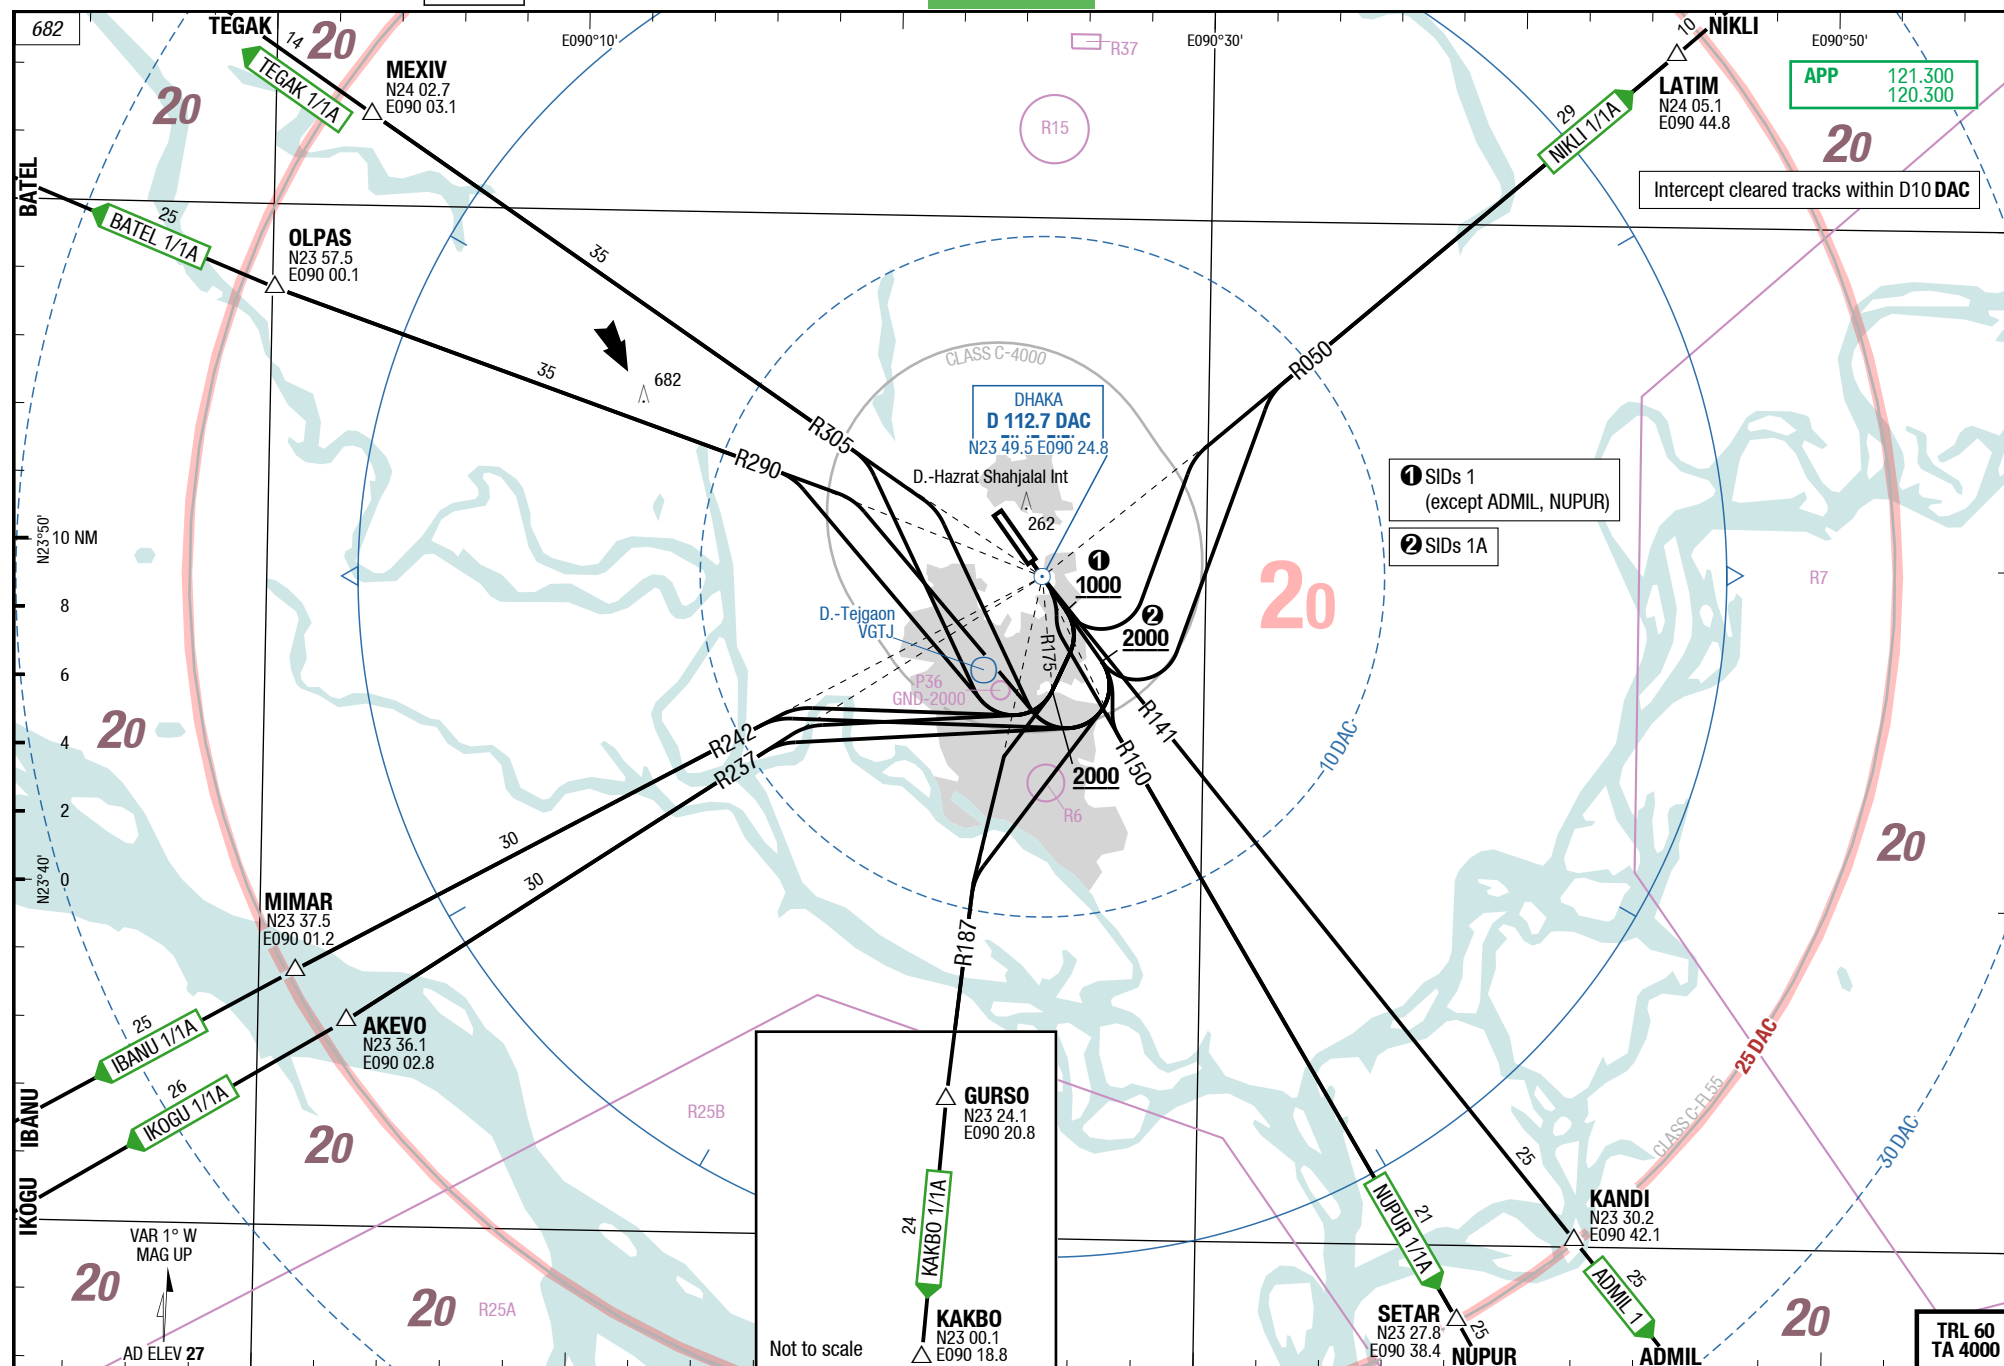 682
TEGAK
14
20
TEGAK 1/1A
MEXIV
N24 02.7
E090 03.1
E090°10'
R37
E090°30'
10
NIKLI
E090°50'
APP 121.300
120.300
LATIM
N24 05.1
E090 44.8
29
NIKLI 1/1A
20
20
R15
Intercept cleared tracks within D10 DAC
BATEL
25
BATEL 1/1A
OLPAS
N23 57.5
E090 00.1
35
35
682
CLASS C-4000
R050
DHAKA
D 112.7 DAC
N23 49.5 E090 24.8
R305
R290
D.-Hazrat Shahjalal Int
262
1 SIDs 1
(except ADMIL, NUPUR)
2 SIDs 1A
N23°50'
10 NM
8
6
4
2
0
N23°40'
1
1000
2
2000
20
R7
D.-Tejgaon
VGTJ
R175
P36
GND-2000
R141
R150
10 DAC
20
R242
R237
2000
R6
30
30
20
MIMAR
N23 37.5
E090 01.2
R187
25
IBANU 1/1A
AKEVO
N23 36.1
E090 02.8
26
IKOGU 1/1A
IBANU
IKOGU
R25B
20
GURSO
N23 24.1
E090 20.8
24
KAKBO 1/1A
KAKBO
N23 00.1
E090 18.8
Not to scale
25 DAC
CLASS C-FL55
30 DAC
25
21
NUPUR 1/1A
KANDI
N23 30.2
E090 42.1
25
ADMIL 1
SETAR
N23 27.8
E090 38.4
25
NUPUR
ADMIL
20
VAR 1° W
MAG UP
20
20
R25A
AD ELEV 27
TRL 60
TA 4000